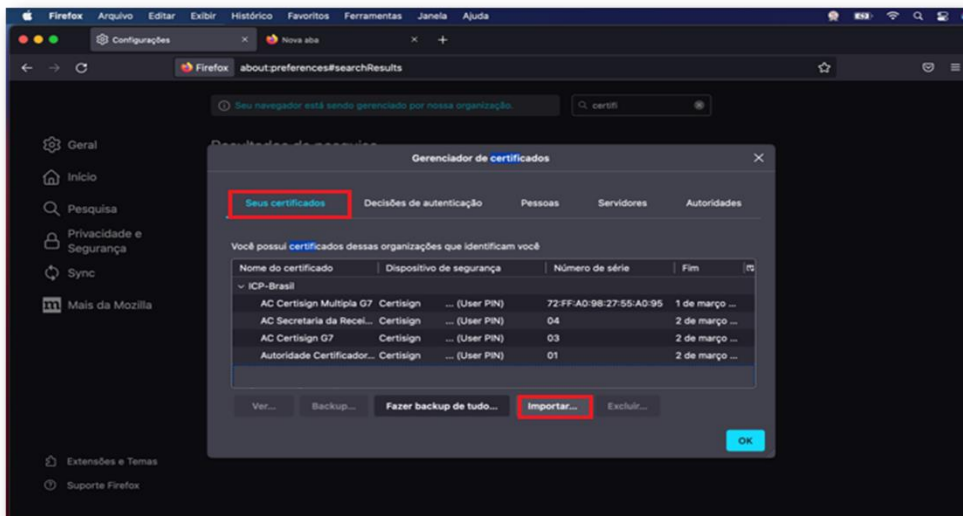 Firefox Arquivo Editar Exibir Histórico Favoritos Ferramentas Janela Ajuda
Configurações × Nova aba × +
Firefox about:preferences#searchResults
Seu navegador está sendo gerenciado por nossa organização.
certifi
Geral
Início
Pesquisa
Privacidade e
Segurança
Sync
Mais da Mozilla
Extensões e Temas
Suporte Firefox
Resultados da pesquisa
Gerenciador de certificados
Seus certificados Decisões de autenticação Pessoas Servidores Autoridades
Você possui certificados dessas organizações que identificam você
Nome do certificado Dispositivo de segurança Número de série Fim
ICP-Brasil
AC Certisign Multipla G7 Certisign ... (User PIN) 72:FF:A0:98:27:55:A0:95 1 de março ...
AC Secretaria da Recei... Certisign ... (User PIN) 04 2 de março ...
AC Certisign G7 Certisign ... (User PIN) 03 2 de março ...
Autoridade Certificador... Certisign ... (User PIN) 01 2 de março ...
Ver... Backup... Fazer backup de tudo... Importar... Excluir...
OK